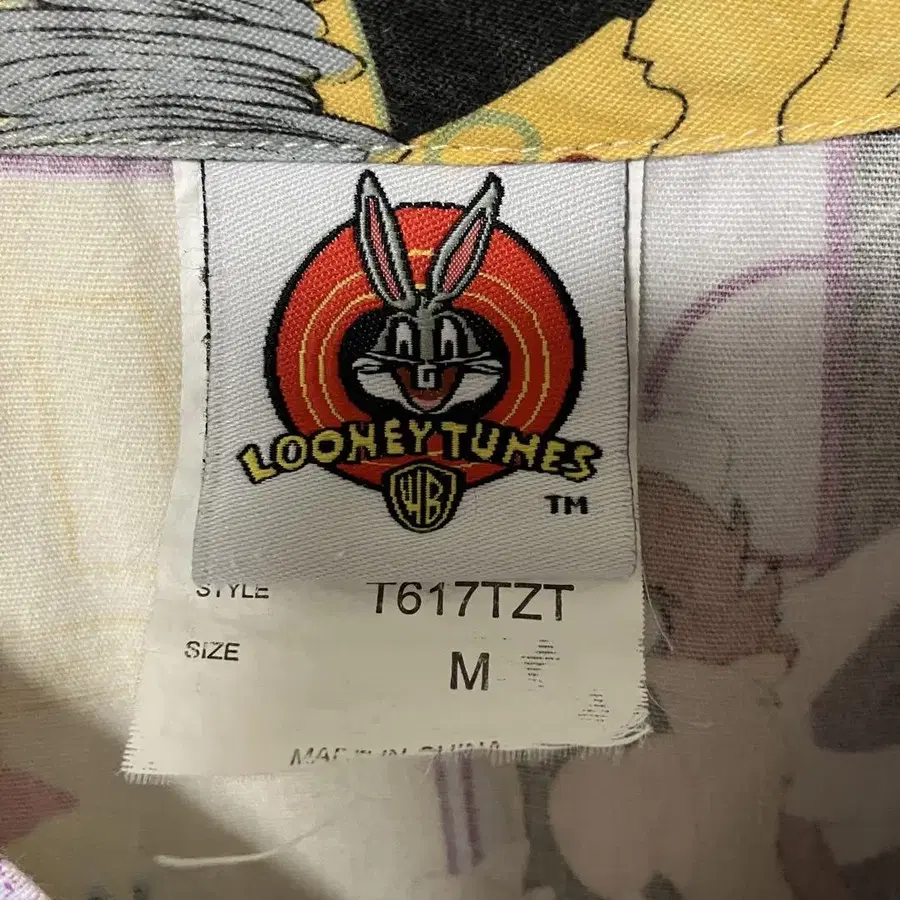 LOONEY TUNES
WB
TM
STYLE T617TZT
SIZE M
MADE IN CHINA